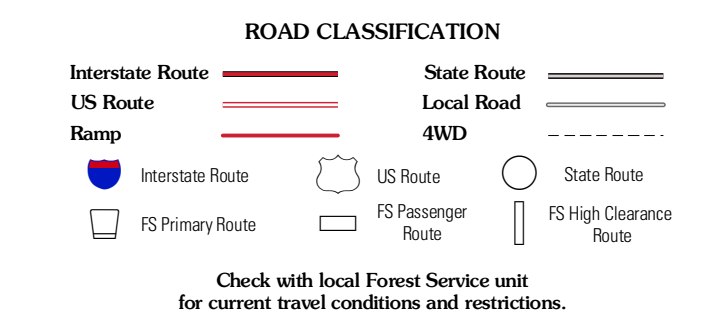 ROAD CLASSIFICATION
Interstate Route
State Route
US Route
Local Road
Ramp
4WD
Interstate Route
US Route
State Route
FS Primary Route
FS Passenger
Route
FS High Clearance
Route
Check with local Forest Service unit
for current travel conditions and restrictions.